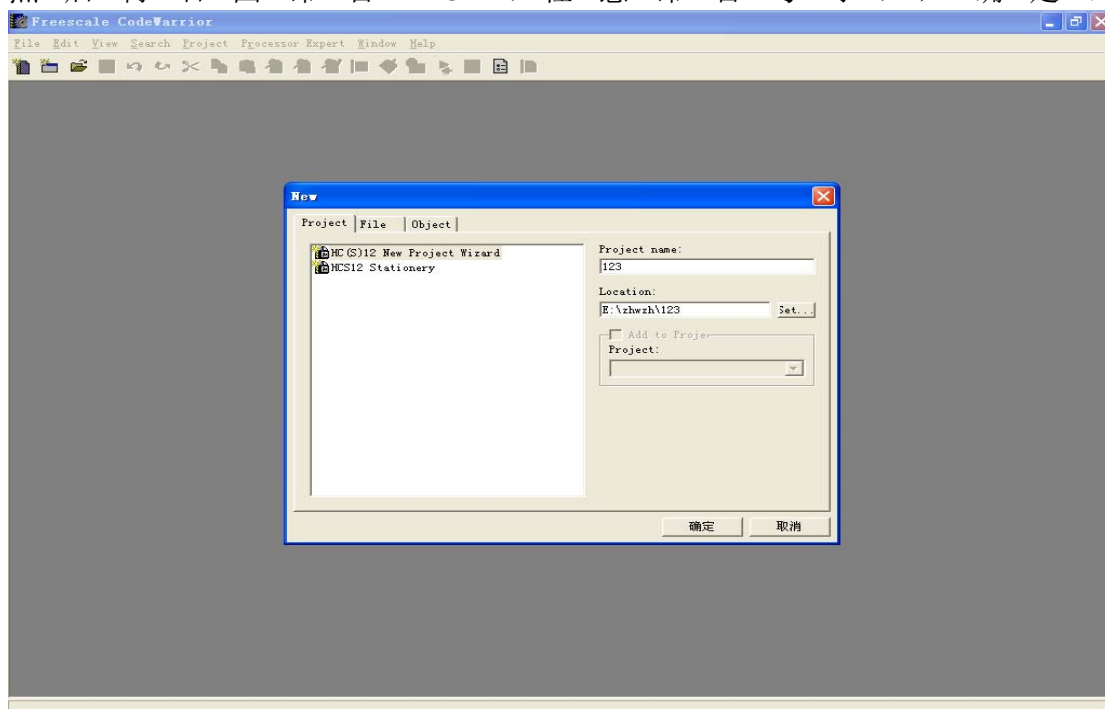 Freescale CodeWarrior
File Edit View Search Project Processor Expert Window Help
New
Project File Object
HC(S)12 New Project Wizard
HCS12 Stationery
Project name:
123
Location:
E:\zhwzh\123 Set...
Add to Proje
Project:
确定 取消